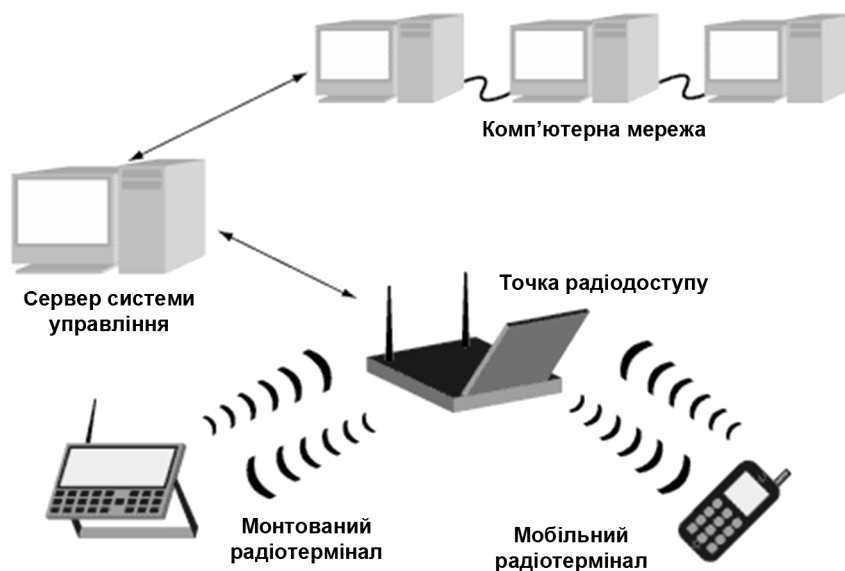 Комп’ютерна мережа
Точка радіодоступу
Сервер системи
управління
Монтований
радіотермінал
Мобільний
радіотермінал